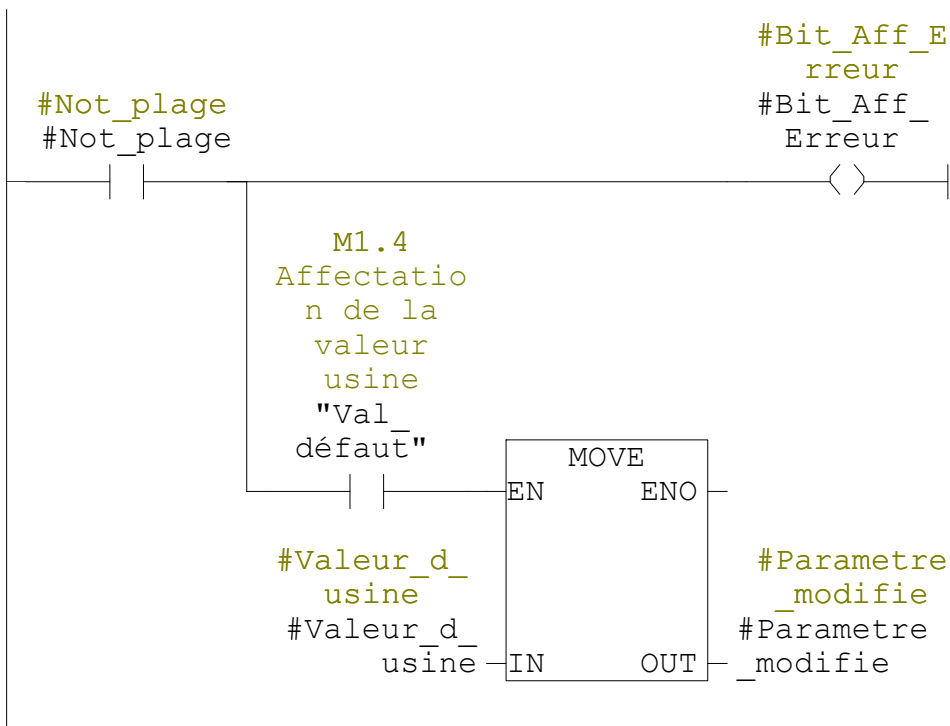 #Bit_Aff_E
rreur
#Not_plage
#Bit_Aff_
#Not_plage
Erreur
M1.4
Affectatio
n de la
valeur
usine
"Val_
défaut"
MOVE
EN ENO
#Valeur_d_
usine
#Parametre
_modifie
#Valeur_d_
usine
#Parametre
_modifie
IN OUT